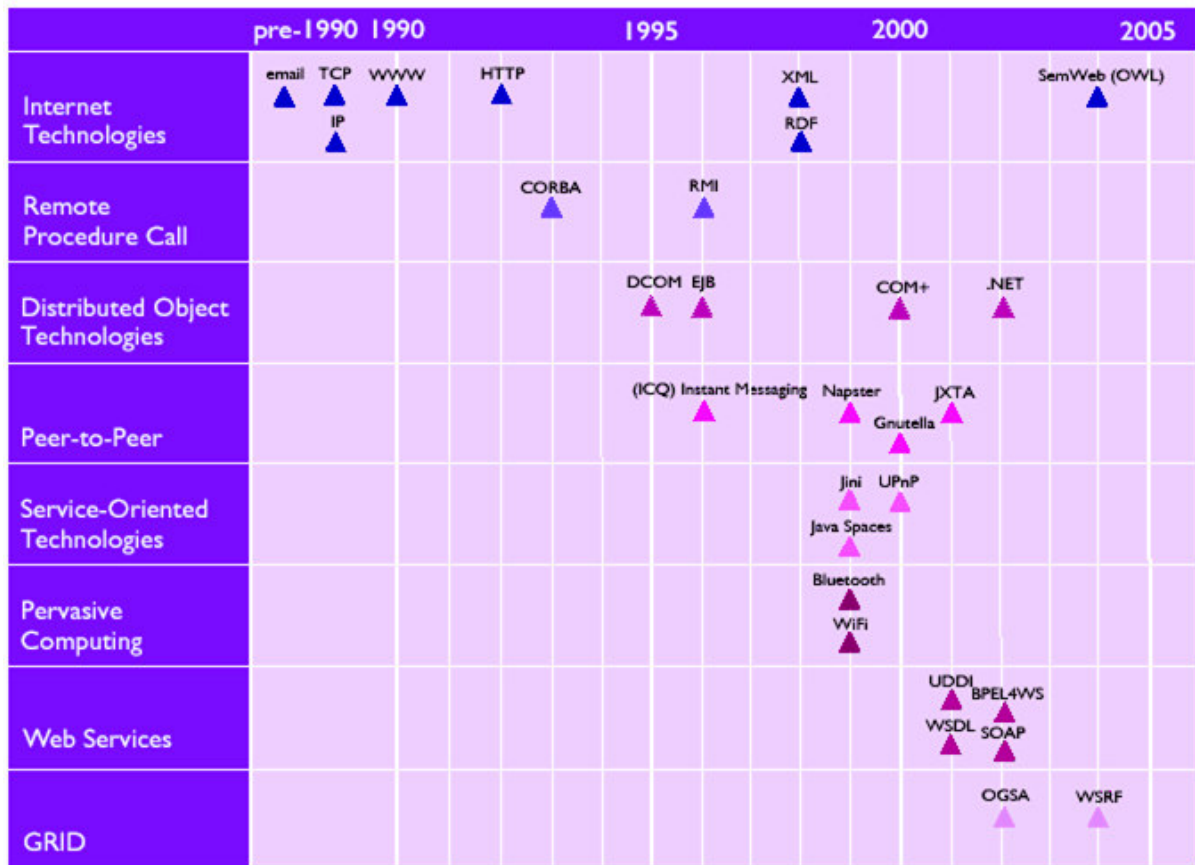 pre-1990 1990 1995 2000 2005
Internet
Technologies
email TCP WWW HTTP XML SemWeb (OWL)
IP RDF
Remote
Procedure Call
CORBA RMI
Distributed Object
Technologies
DCOM EJB COM+ .NET
Peer-to-Peer
(ICQ) Instant Messaging Napster JXTA
Gnutella
Service-Oriented
Technologies
Jini UPnP
Java Spaces
Pervasive
Computing
Bluetooth
WiFi
Web Services
UDDI BPEL4WS
WSDL SOAP
GRID
OGSA WSRF